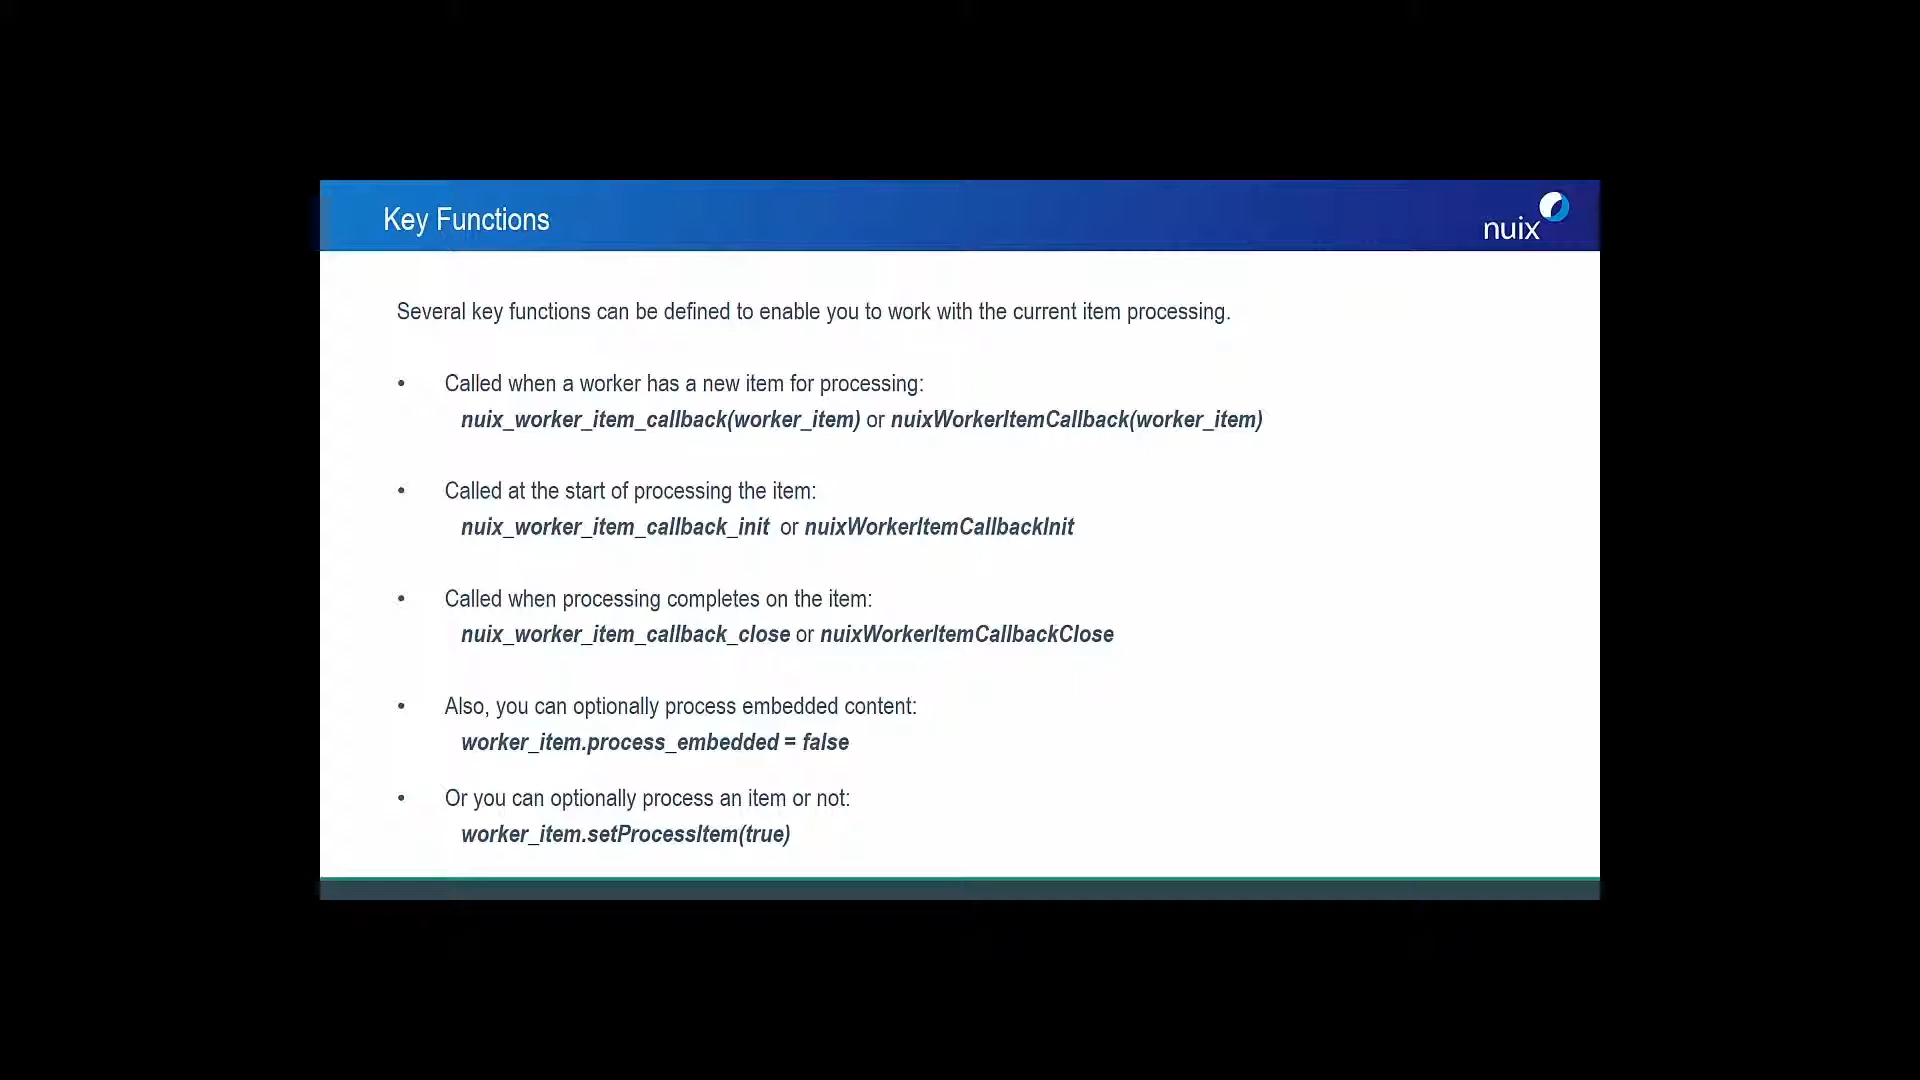 Key Functions
nuix
Several key functions can be defined to enable you to work with the current item processing.
• Called when a worker has a new item for processing:
nuix_worker_item_callback(worker_item) or nuixWorkerItemCallback(worker_item)
• Called at the start of processing the item:
nuix_worker_item_callback_init or nuixWorkerItemCallbackInit
• Called when processing completes on the item:
nuix_worker_item_callback_close or nuixWorkerItemCallbackClose
• Also, you can optionally process embedded content:
worker_item.process_embedded = false
• Or you can optionally process an item or not:
worker_item.setProcessItem(true)